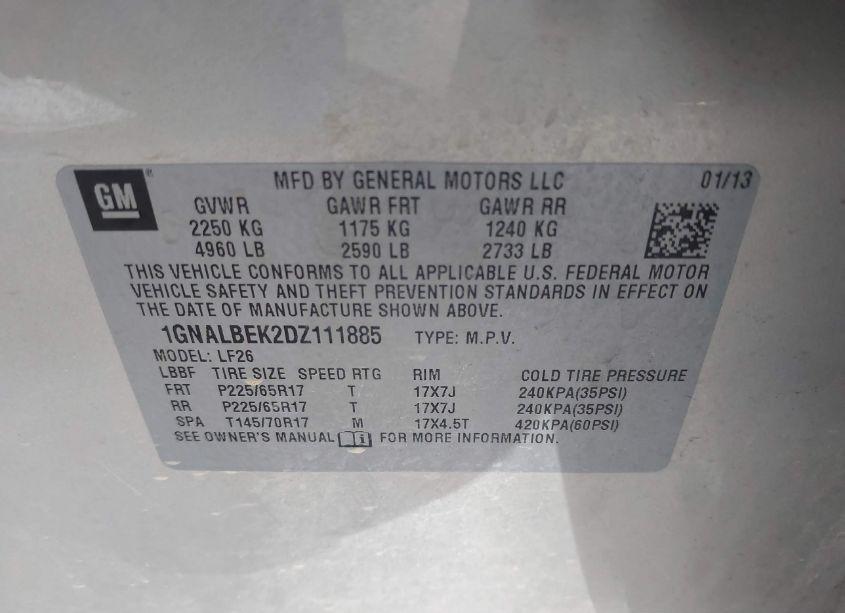 GM ® MFD BY GENERAL MOTORS LLC 01/13
GVWR GAWR FRT GAWR RR
2250 KG 1175 KG 1240 KG
4960 LB 2590 LB 2733 LB
THIS VEHICLE CONFORMS TO ALL APPLICABLE U.S. FEDERAL MOTOR
VEHICLE SAFETY AND THEFT PREVENTION STANDARDS IN EFFECT ON
THE DATE OF MANUFACTURE SHOWN ABOVE.
1GNALBEK2DZ111885 TYPE: M.P.V.
MODEL: LF26
LBBF TIRE SIZE SPEED RTG RIM COLD TIRE PRESSURE
FRT P225/65R17 T 17X7J 240KPA(35PSI)
RR P225/65R17 T 17X7J 240KPA(35PSI)
SPA T145/70R17 M 17X4.5T 420KPA(60PSI)
SEE OWNER'S MANUAL i FOR MORE INFORMATION.